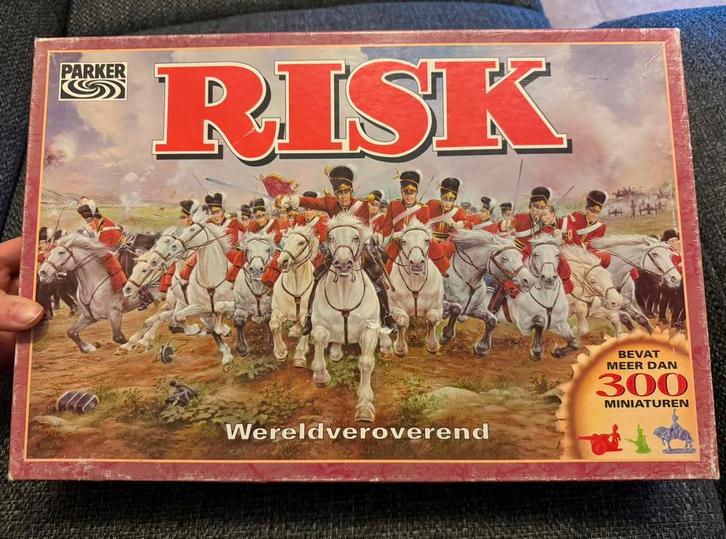 PARKER
RISK
BEVAT
MEER DAN
300
MINIATUREN
Wereldveroverend